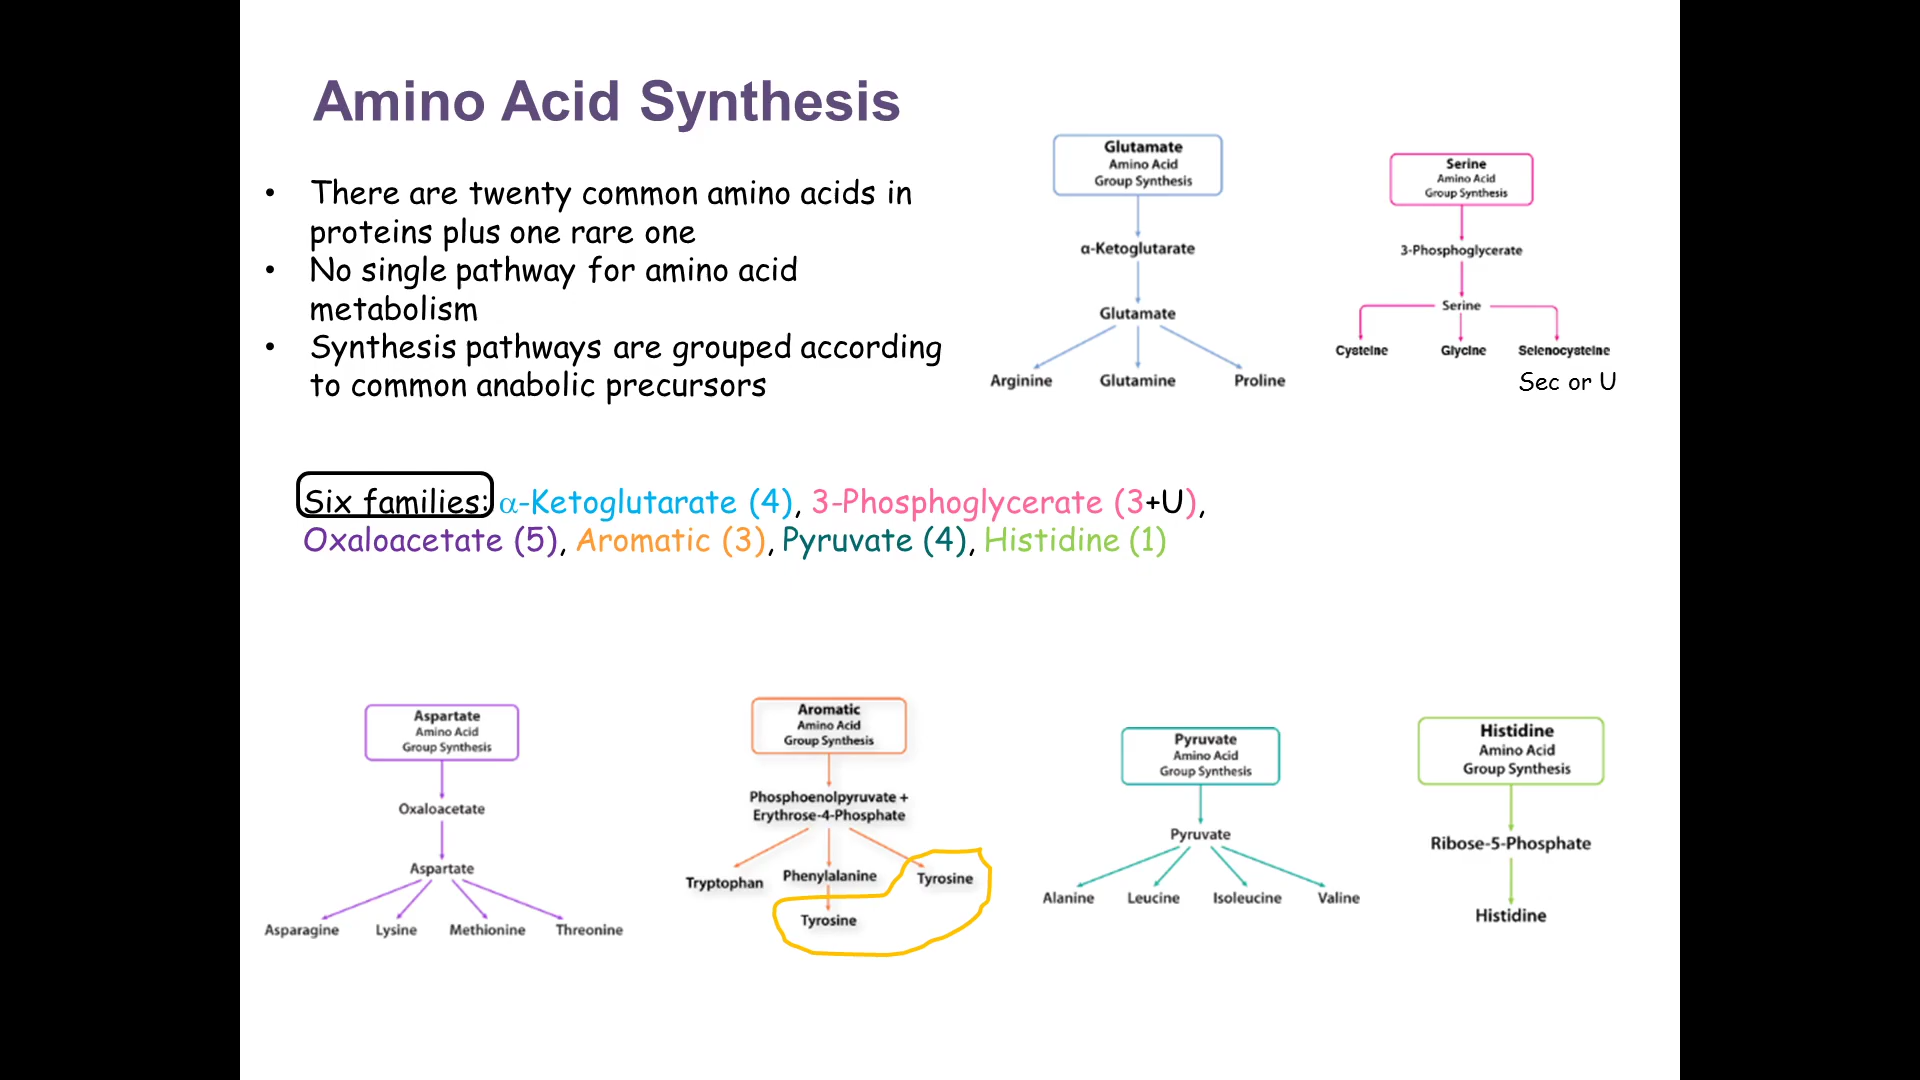 Amino Acid Synthesis
• There are twenty common amino acids in
proteins plus one rare one
• No single pathway for amino acid
metabolism
• Synthesis pathways are grouped according
to common anabolic precursors
Glutamate
Amino Acid
Group Synthesis
α-Ketoglutarate
Glutamate
Arginine Glutamine Proline
Serine
Amino Acid
Group Synthesis
3-Phosphoglycerate
Serine
Cysteine Glycine Selenocysteine
Sec or U
Six families: α-Ketoglutarate (4), 3-Phosphoglycerate (3+U),
Oxaloacetate (5), Aromatic (3), Pyruvate (4), Histidine (1)
Aspartate
Amino Acid
Group Synthesis
Oxaloacetate
Aspartate
Asparagine Lysine Methionine Threonine
Aromatic
Amino Acid
Group Synthesis
Phosphoenolpyruvate +
Erythrose-4-Phosphate
Tryptophan Phenylalanine Tyrosine
Tyrosine
Pyruvate
Amino Acid
Group Synthesis
Pyruvate
Alanine Leucine Isoleucine Valine
Histidine
Amino Acid
Group Synthesis
Ribose-5-Phosphate
Histidine